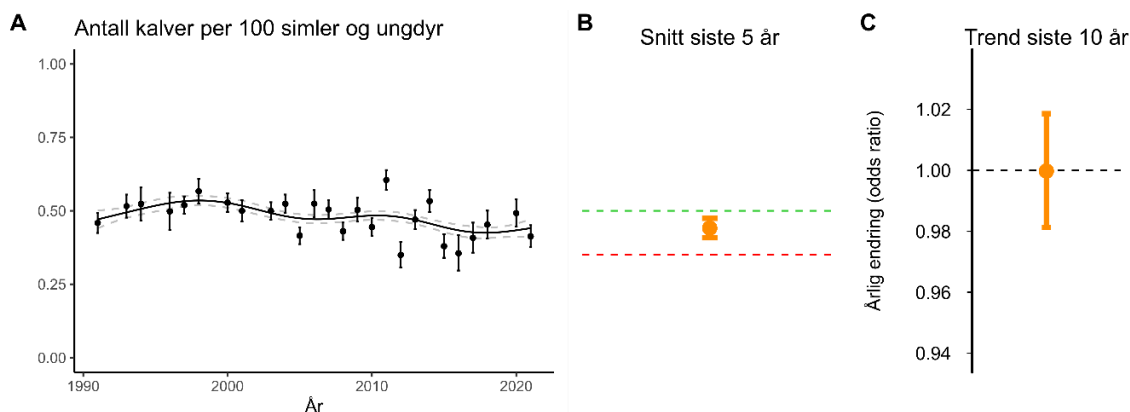 A
Antall kalver per 100 simler og ungdyr
1.00
0.75
0.50
0.25
0.00
1990
2000
2010
2020
År
B
Snitt siste 5 år
C
Trend siste 10 år
Årlig endring (odds ratio)
1.02
1.00
0.98
0.96
0.94